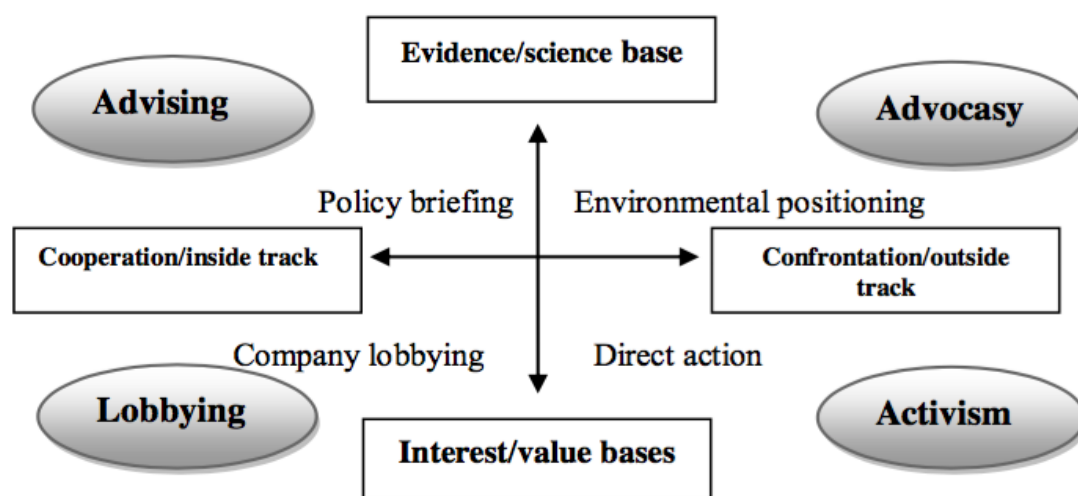 Evidence/science base
Advising
Advocasy
Policy briefing
Environmental positioning
Cooperation/inside track
Confrontation/outside
track
Company lobbying
Direct action
Lobbying
Activism
Interest/value bases